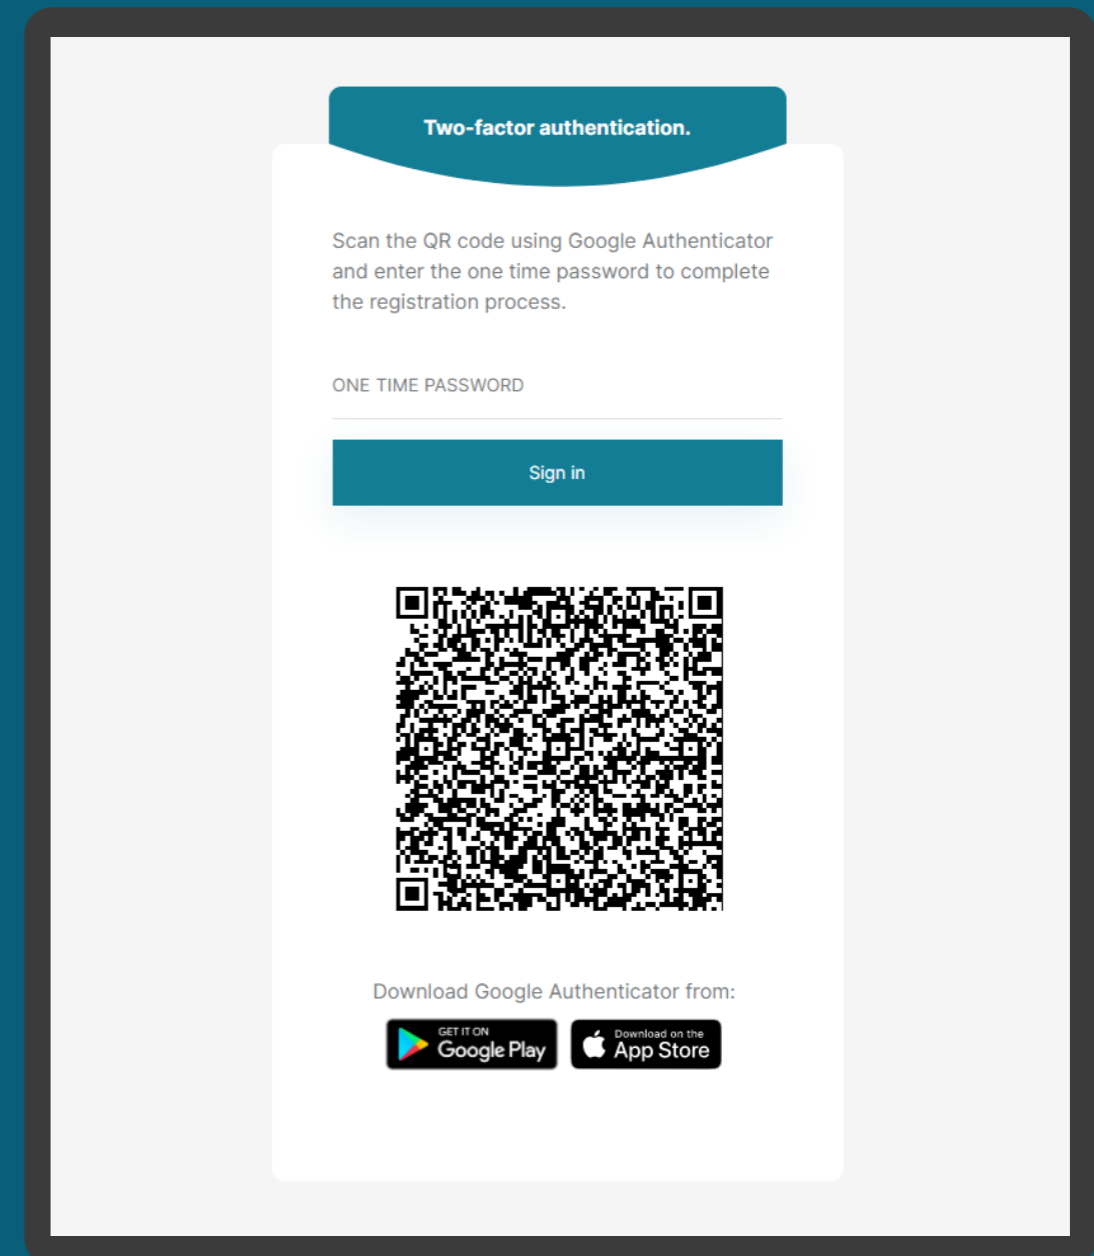 Two-factor authentication.
Scan the QR code using Google Authenticator
and enter the one time password to complete
the registration process.
ONE TIME PASSWORD
Sign in
Download Google Authenticator from:
GET IT ON
Google Play
Download on the
App Store